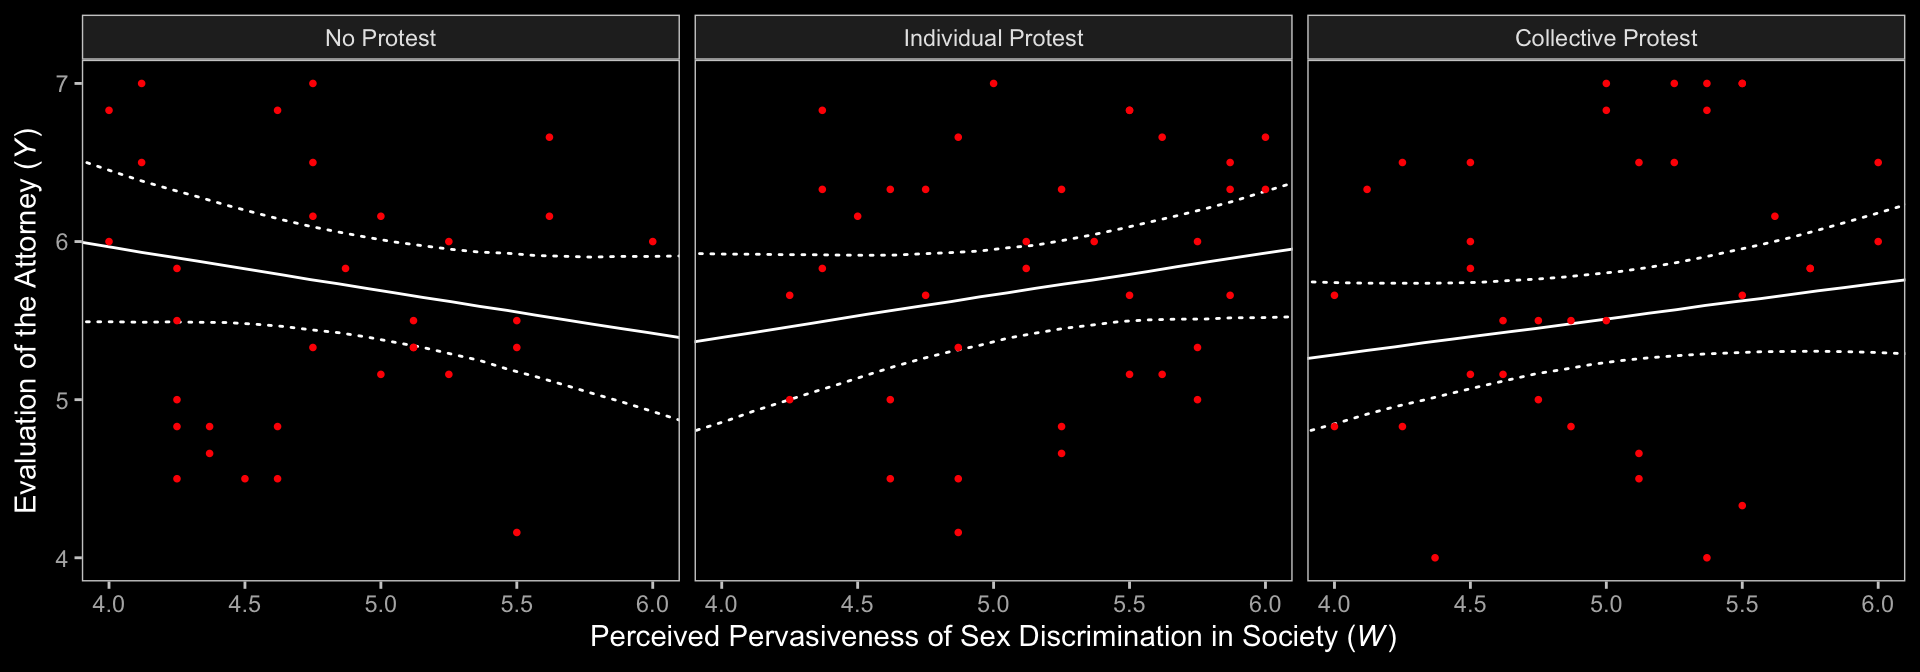 No Protest
Individual Protest
Collective Protest
7
6
5
4
Evaluation of the Attorney (Y)
4.0 4.5 5.0 5.5 6.0
4.0 4.5 5.0 5.5 6.0
4.0 4.5 5.0 5.5 6.0
Perceived Pervasiveness of Sex Discrimination in Society (W)